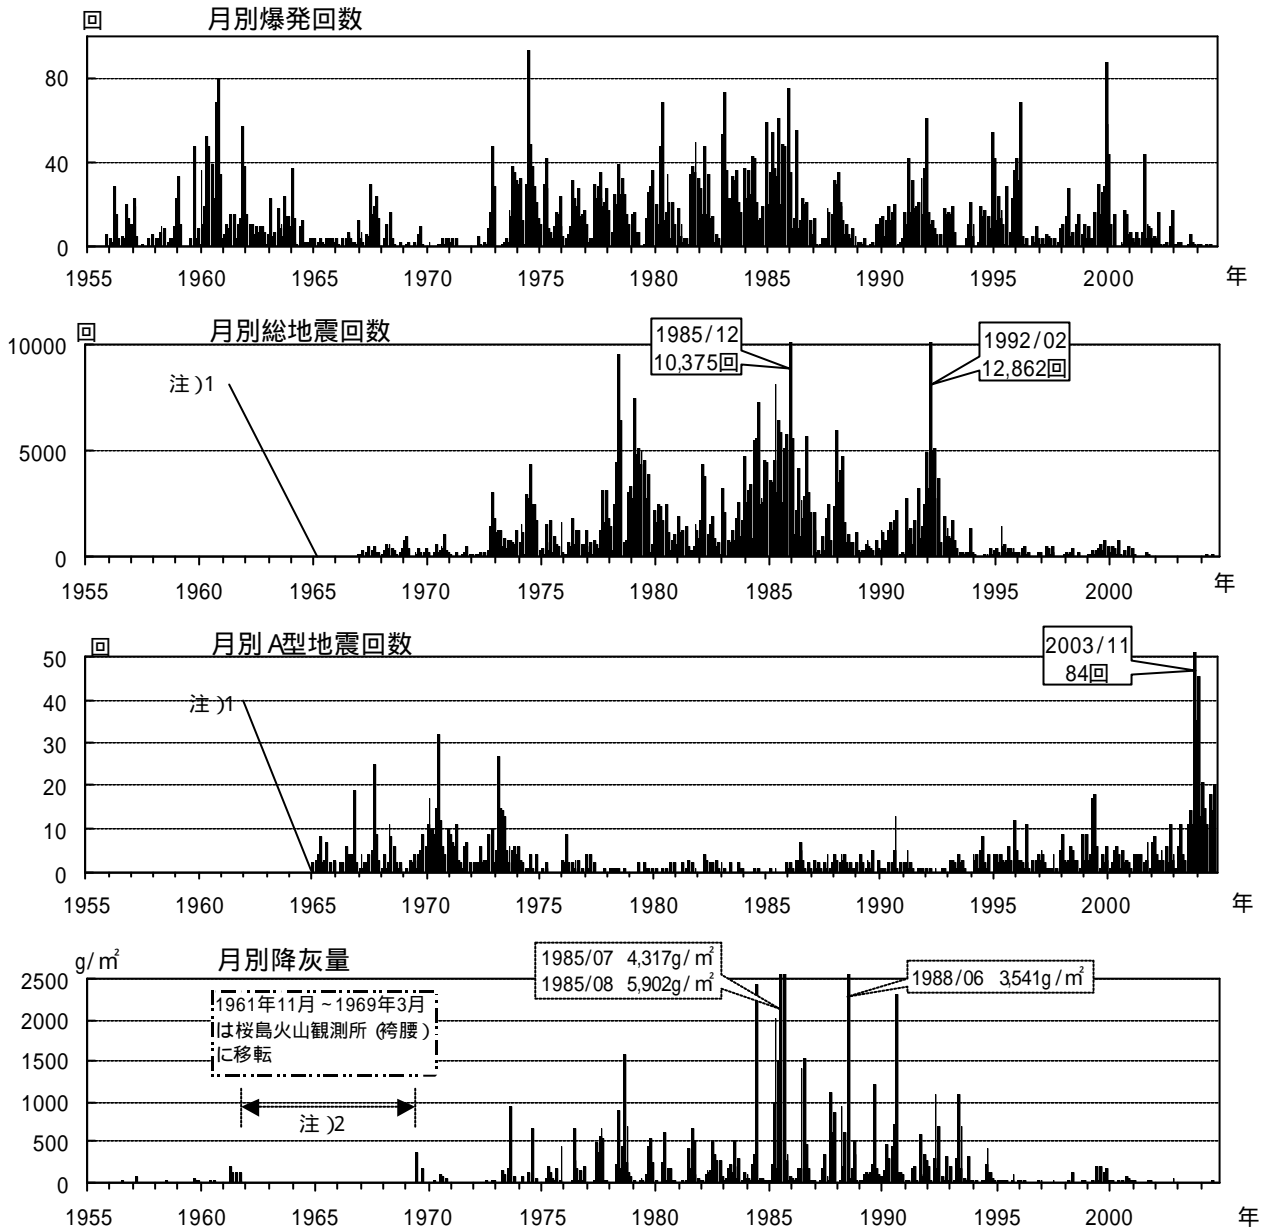 回 月別爆発回数
80
40
0
1955 1960 1965 1970 1975 1980 1985 1990 1995 2000 年
回 月別総地震回数
10000
5000
0
注)1
1985/12
10,375回
1992/02
12,862回
1955 1960 1965 1970 1975 1980 1985 1990 1995 2000 年
回 月別A型地震回数
50
40
30
20
10
0
注)1
2003/11
84回
1955 1960 1965 1970 1975 1980 1985 1990 1995 2000 年
g/㎡ 月別降灰量
2500
2000
1500
1000
500
0
1961年11月~1969年3月
は桜島火山観測所(袴腰)
に移転
注)2
1985/07 4,317g/㎡
1985/08 5,902g/㎡
1988/06 3,541g/㎡
1955 1960 1965 1970 1975 1980 1985 1990 1995 2000 年